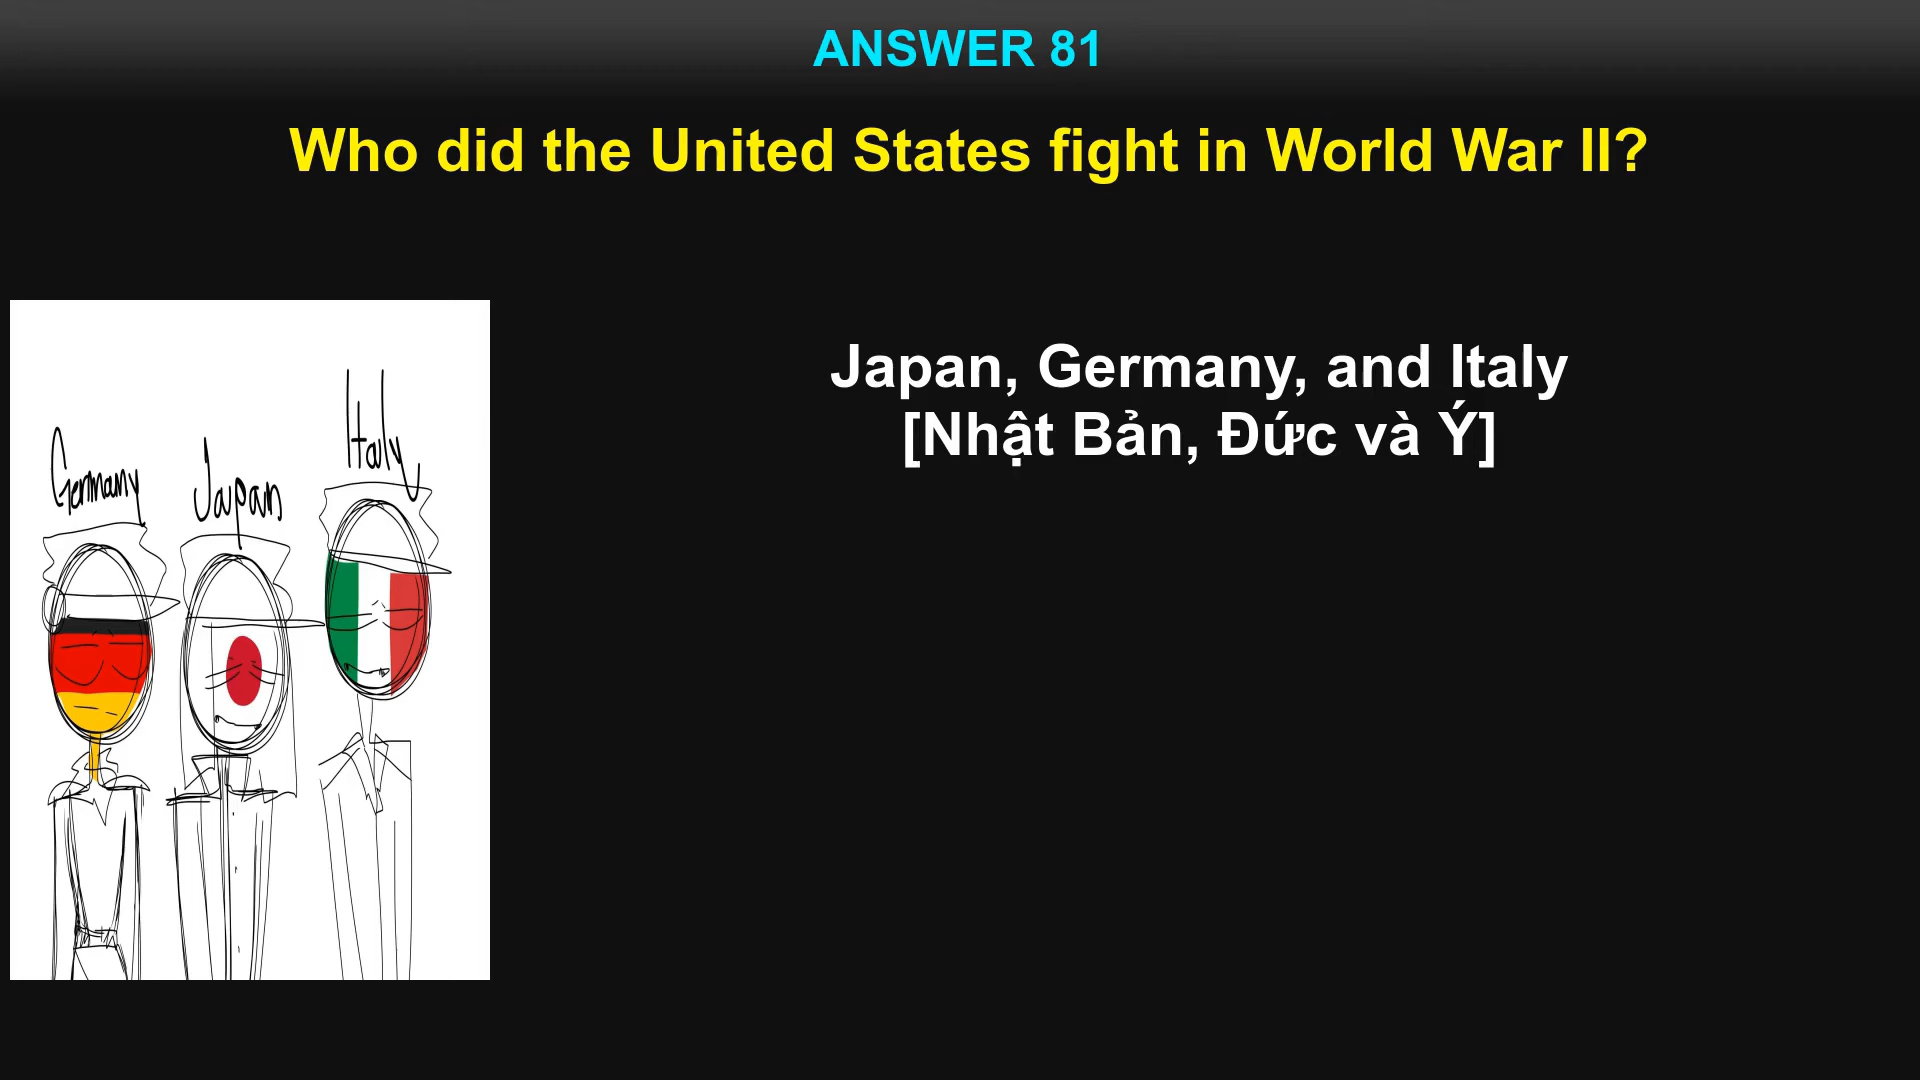 ANSWER 81
Who did the United States fight in World War II?
Japan, Germany, and Italy
[Nhật Bản, Đức và Ý]
Germany
Japan
Italy